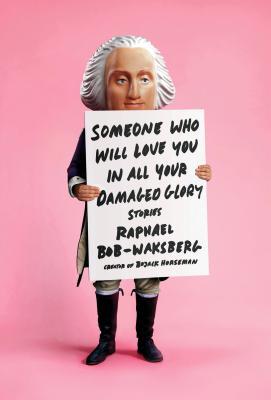 SOMEONE WHO
WILL LOVE YOU
IN ALL YOUR
DAMAGED GLORY
STORIES
RAPHAEL
BOB-WAKSBERG
CREATOR OF BOJACK HORSEMAN